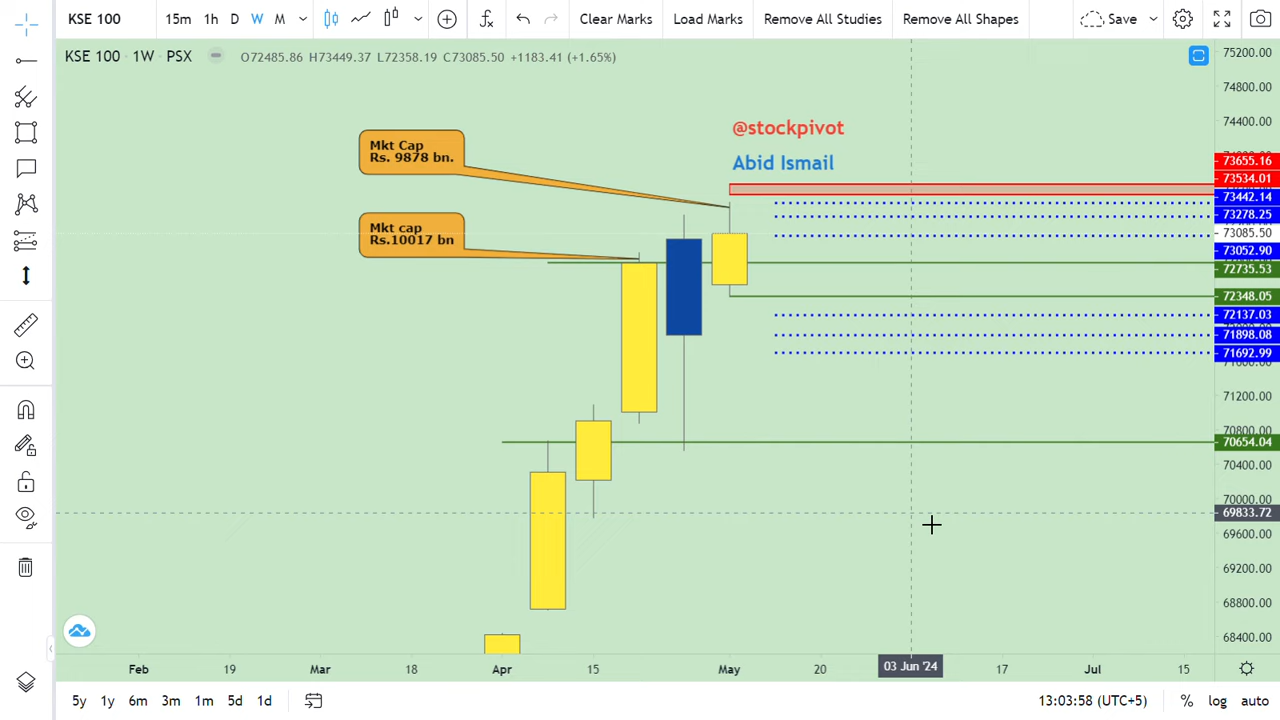 KSE 100
15m 1h D W M
Clear Marks
Load Marks
Remove All Studies
Remove All Shapes
Save
KSE 100 · 1W · PSX
O72485.86 H73449.37 L72358.19 C73085.50 +1183.41 (+1.65%)
@stockpivot
Abid Ismail
Mkt Cap
Rs. 9878 bn.
Mkt cap
Rs.10017 bn
75200.00
74800.00
74400.00
73655.16
73534.01
73442.14
73278.25
73085.50
73052.90
72735.53
72348.05
72137.03
71898.08
71692.99
71200.00
70800.00
70654.04
70400.00
70000.00
69833.72
69600.00
69200.00
68800.00
68400.00
Feb 19 Mar 18 Apr 15 May 20 03 Jun '24 17 Jul 15
5y 1y 6m 3m 1m 5d 1d
13:03:58 (UTC+5)
% log auto